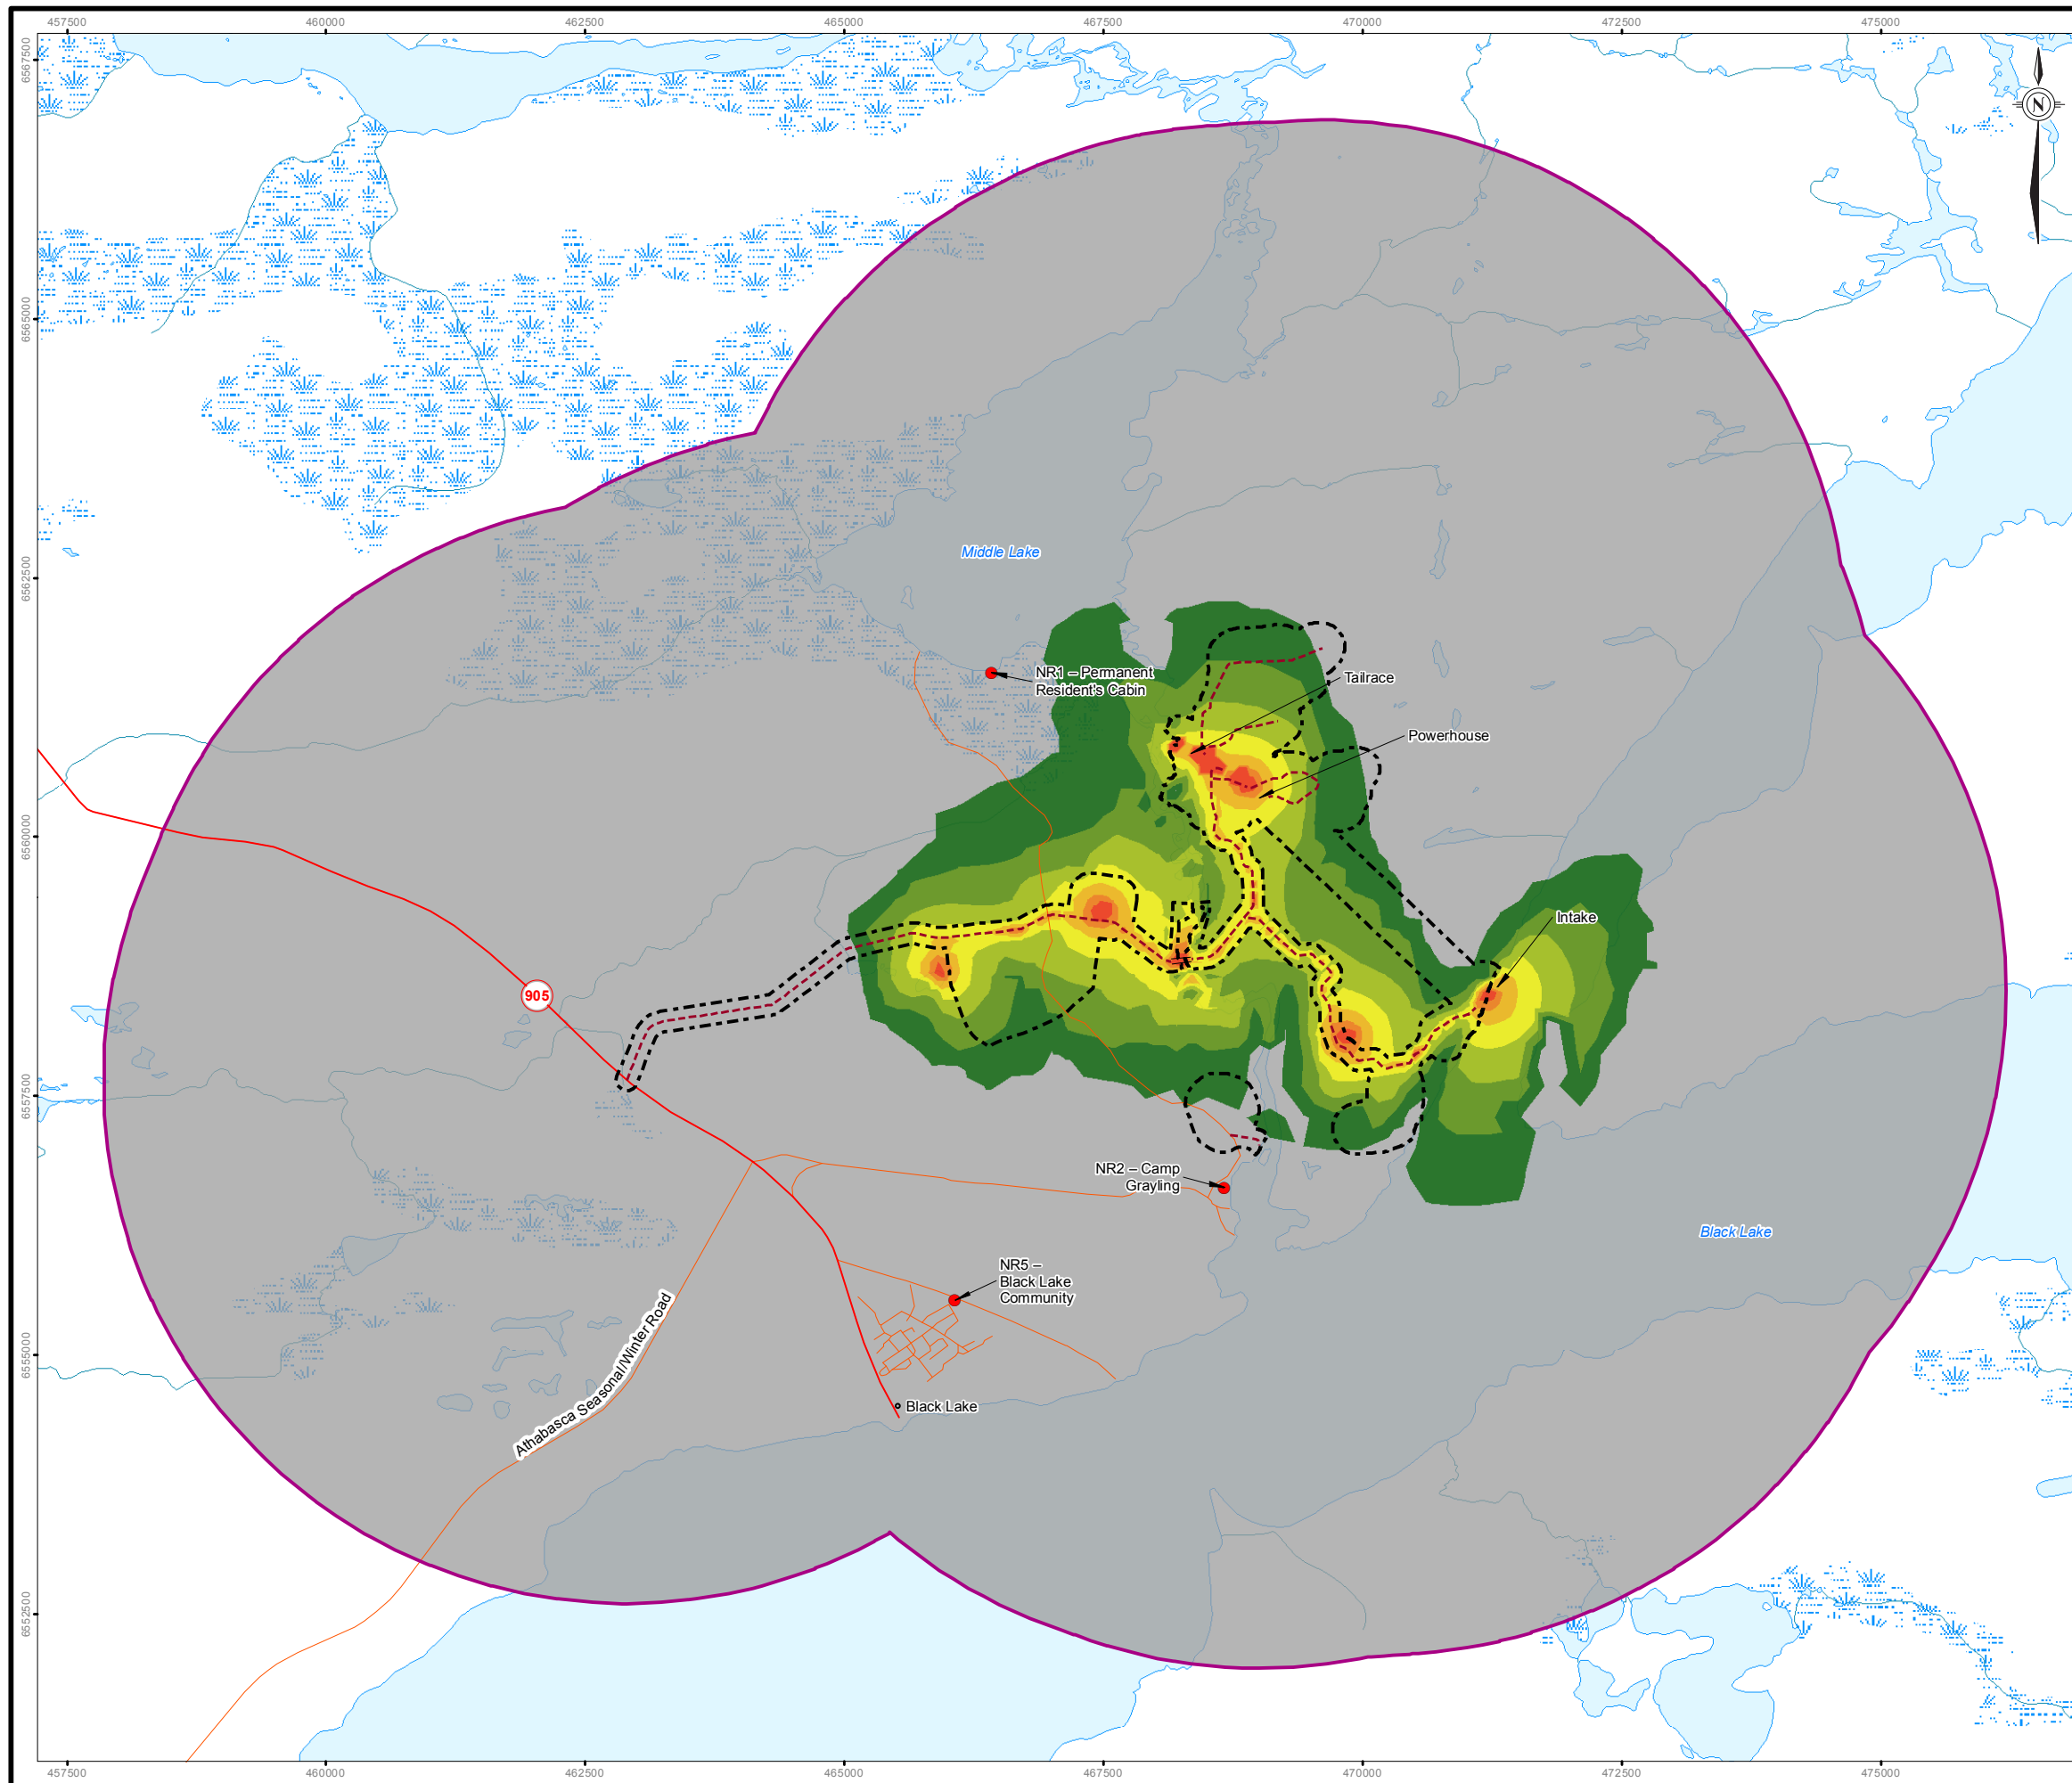 457500 460000 462500 465000 467500 470000 472500 475000
6567500
N
6565000
Middle Lake
6562500
NR1 – Permanent
Resident's Cabin
Tailrace
Powerhouse
6560000
Intake
905
6557500
NR2 – Camp
Grayling
Black Lake
NR5 –
Black Lake
Community
Athabasca Seasonal/Winter Road
6555000
Black Lake
6552500
457500 460000 462500 465000 467500 470000 472500 475000